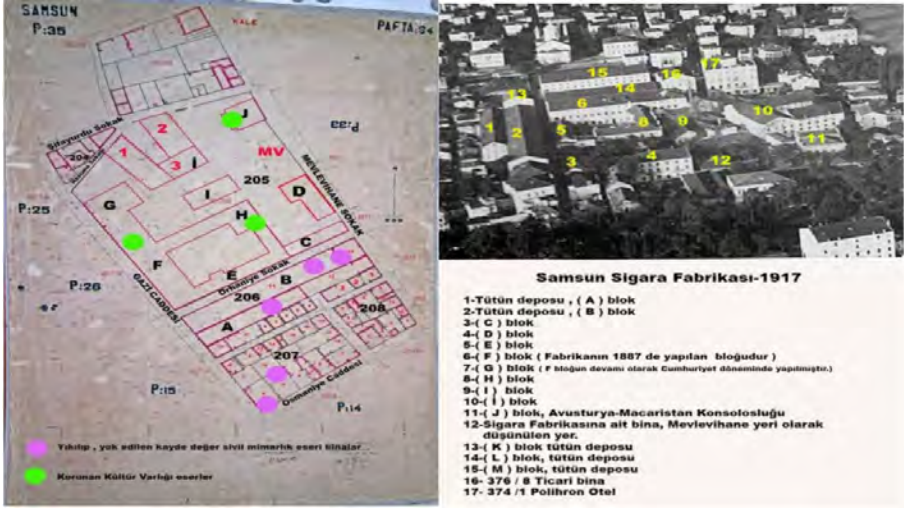 SAMSUN
P:35
KALE
PAFTA:94
J
Sifayurdu Sokak
2
1
3
İ
MV
MEVLEVIHANE SOKAK
204
205
P:25
G
I
D
H
F
C
E
Orhaniye Sokak
B
P:26
GAZİ CADDESİ
206
A
208
207
Osmaniye Caddesi
P:15
P:14
Yıkılıp , yok edilen kayde değer sivil mimarlık eseri binalar
Korunan Kültür Varlığı eserler
17
15
16
14
13
6
10
1
2
5
8
9
11
3
4
12
Samsun Sigara Fabrikası-1917
1-Tütün deposu , ( A ) blok
2-Tütün deposu , ( B ) blok
3-( C ) blok
4-( D ) blok
5-( E ) blok
6-( F ) blok ( Fabrikanın 1887 de yapılan bloğudur )
7-( G ) blok ( F bloğun devamı olarak Cumhuriyet döneminde yapılmıştır.)
8-( H ) blok
9-( I ) blok
10-( İ ) blok
11-( J ) blok, Avusturya-Macaristan Konsolosluğu
12-Sigara Fabrikasına ait bina, Mevlevihane yeri olarak
düşünülen yer.
13-( K ) blok tütün deposu
14-( L ) blok, tütün deposu
15-( M ) blok, tütün deposu
16- 376 / 8 Ticari bina
17- 374 /1 Polihron Otel